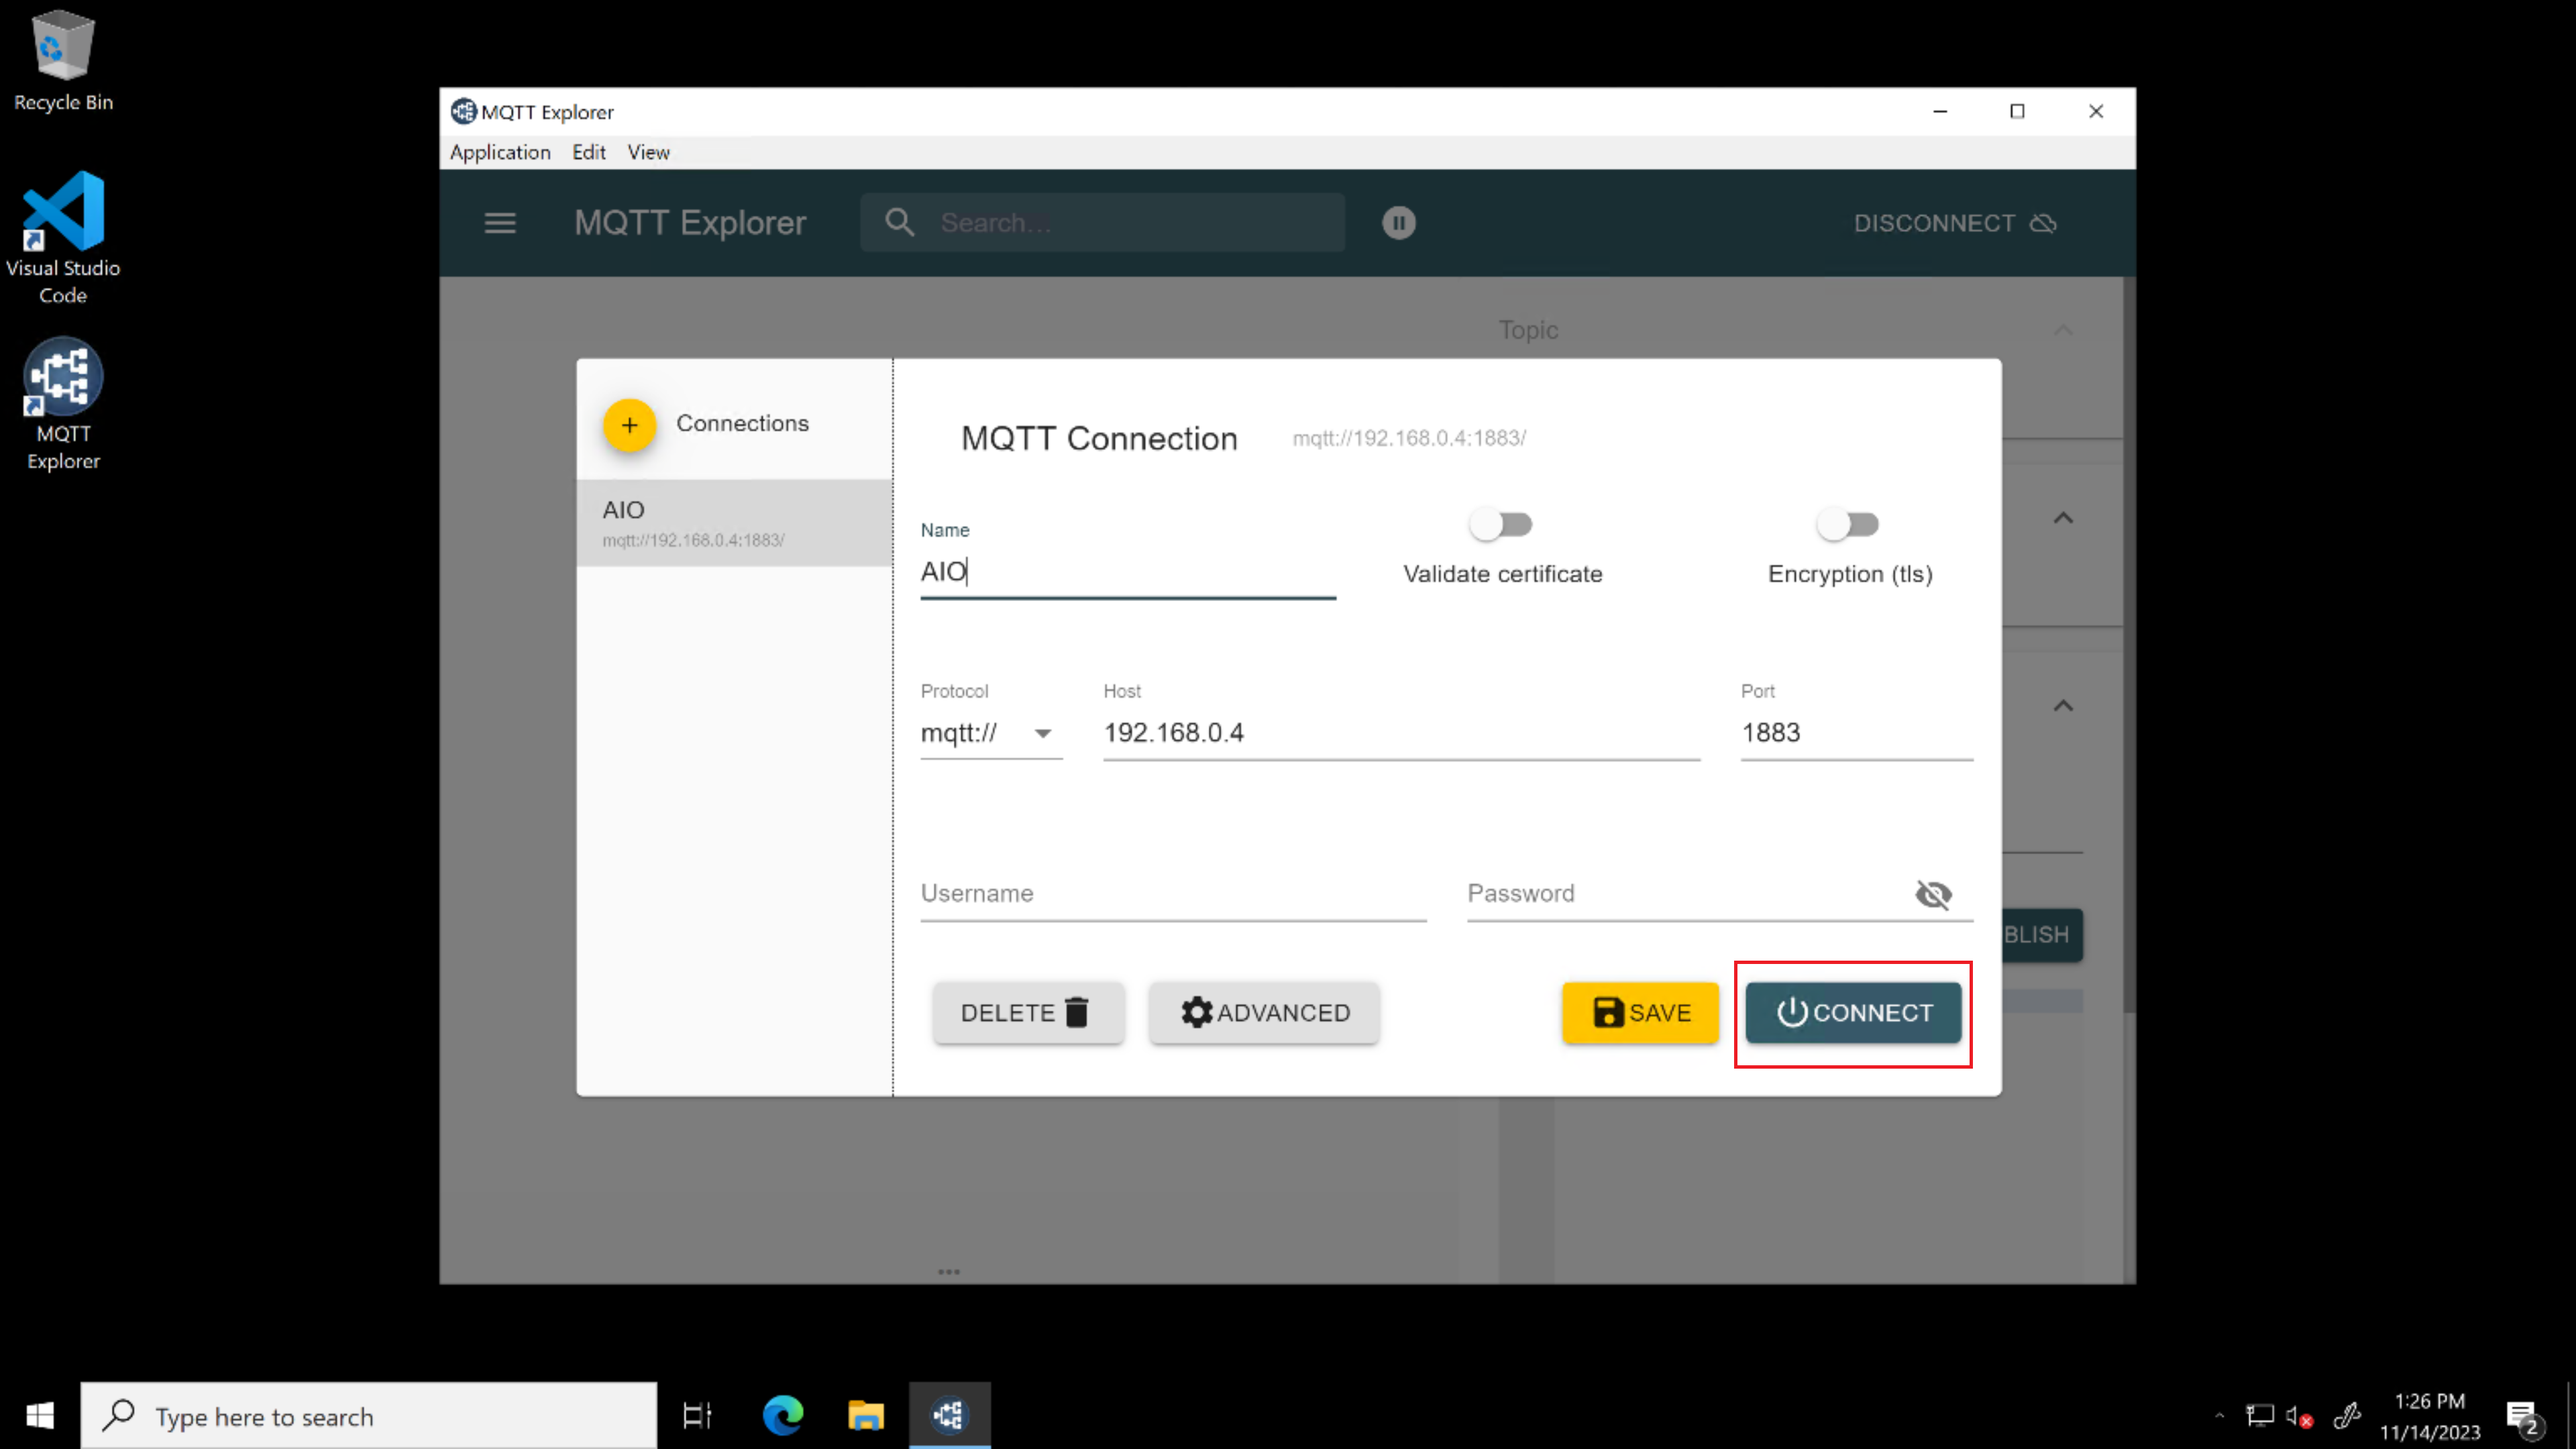 Recycle Bin
Visual Studio
Code
MQTT
Explorer
MQTT Explorer
Application Edit View
MQTT Explorer
Search...
DISCONNECT
Topic
Connections
AIO
mqtt://192.168.0.4:1883/
MQTT Connection mqtt://192.168.0.4:1883/
Name
AIO
Validate certificate
Encryption (tls)
Protocol
mqtt://
Host
192.168.0.4
Port
1883
Username
Password
DELETE
ADVANCED
SAVE
CONNECT
BLISH
Type here to search
1:26 PM
11/14/2023
2